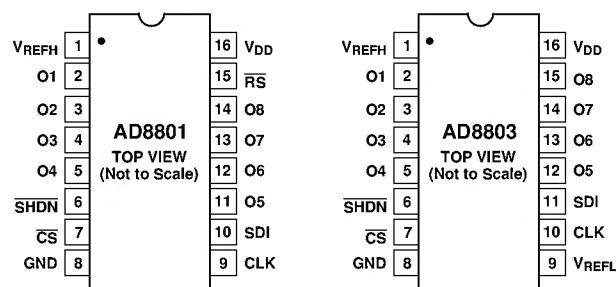 VREFH 1 16 VDD
O1 2 15 RS
O2 3 14 O8
O3 4 13 O7
O4 5 12 O6
SHDN 6 11 O5
CS 7 10 SDI
GND 8 9 CLK
AD8801
TOP VIEW
(Not to Scale)
VREFH 1 16 VDD
O1 2 15 O8
O2 3 14 O7
O3 4 13 O6
O4 5 12 O5
SHDN 6 11 SDI
CS 7 10 CLK
GND 8 9 VREFL
AD8803
TOP VIEW
(Not to Scale)